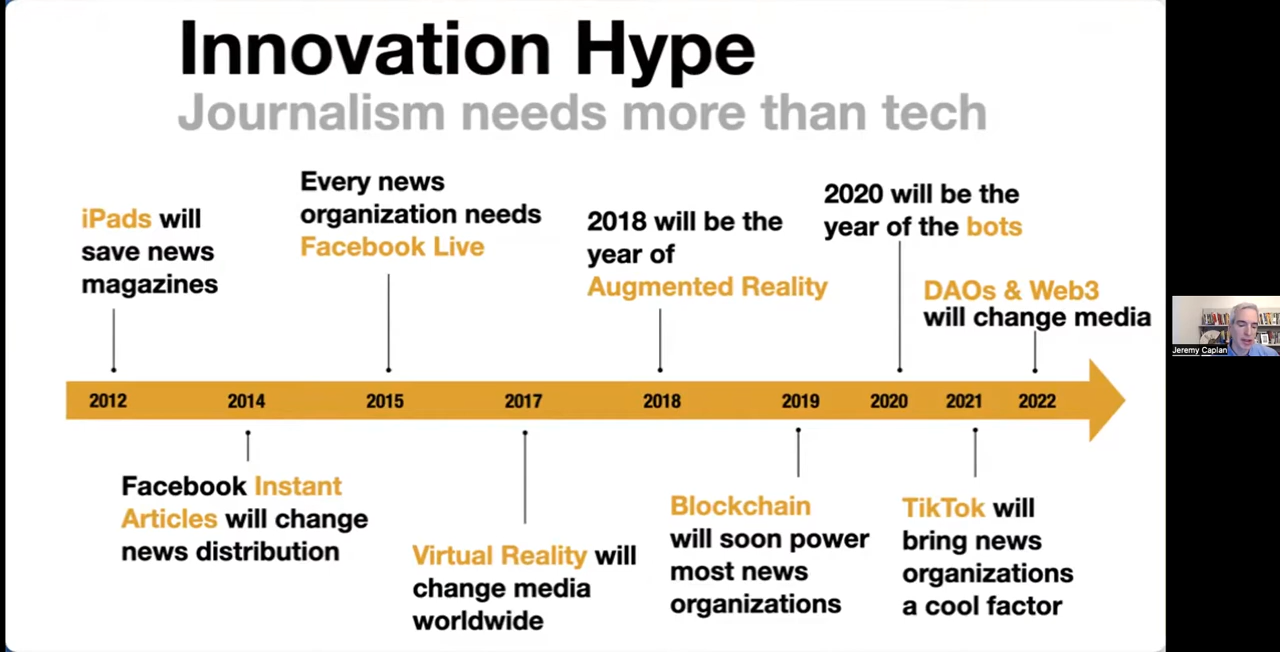 Innovation Hype
Journalism needs more than tech
iPads will
save news
magazines
Every news
organization needs
Facebook Live
2018 will be the
year of
Augmented Reality
2020 will be the
year of the bots
DAOs & Web3
will change media
2012 2014 2015 2017 2018 2019 2020 2021 2022
Facebook Instant
Articles will change
news distribution
Virtual Reality will
change media
worldwide
Blockchain
will soon power
most news
organizations
TikTok will
bring news
organizations
a cool factor
Jeremy Caplan